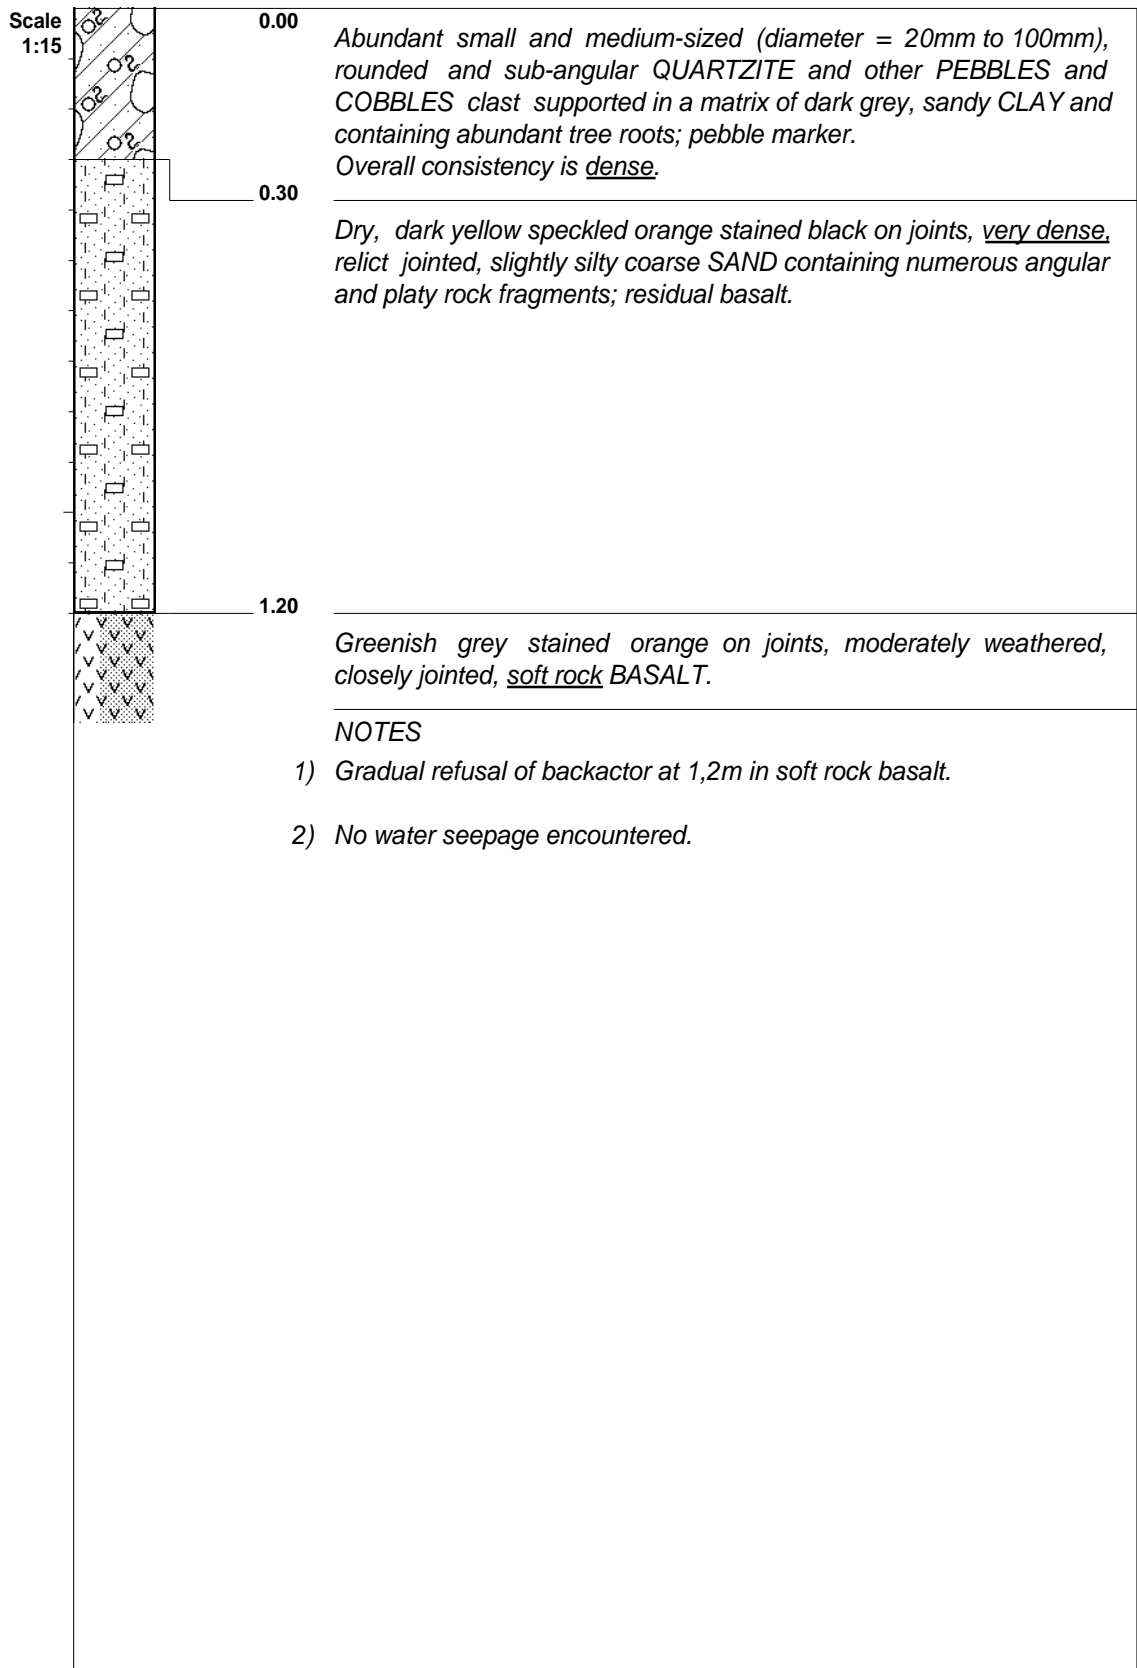 Scale
1:15
0.00
Abundant small and medium-sized (diameter = 20mm to 100mm),
rounded and sub-angular QUARTZITE and other PEBBLES and
COBBLES clast supported in a matrix of dark grey, sandy CLAY and
containing abundant tree roots; pebble marker.
Overall consistency is dense.
0.30
Dry, dark yellow speckled orange stained black on joints, very dense,
relict jointed, slightly silty coarse SAND containing numerous angular
and platy rock fragments; residual basalt.
1.20
Greenish grey stained orange on joints, moderately weathered,
closely jointed, soft rock BASALT.
NOTES
1) Gradual refusal of backactor at 1,2m in soft rock basalt.
2) No water seepage encountered.